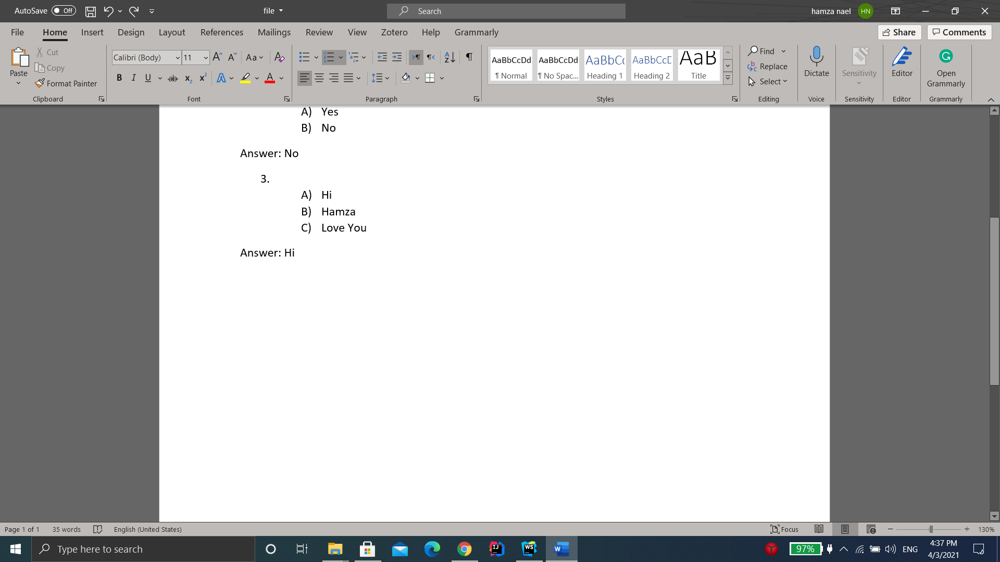 AutoSave Off file Search hamza nael HN
File Home Insert Design Layout References Mailings Review View Zotero Help Grammarly Share Comments
Paste Cut Copy Format Painter Clipboard
Calibri (Body) 11 Aa Font
Paragraph
AaBbCcDd ¶ Normal AaBbCcDd ¶ No Spac... AaBbCc Heading 1 AaBbCcE Heading 2 AaB Title Styles
Find Replace Select Editing
Dictate Voice
Sensitivity Sensitivity
Editor Editor
Open Grammarly Grammarly
A) Yes
B) No
Answer: No
3.
A) Hi
B) Hamza
C) Love You
Answer: Hi
Page 1 of 1 35 words English (United States) Focus 130%
Type here to search 97% ENG 4:37 PM
4/3/2021